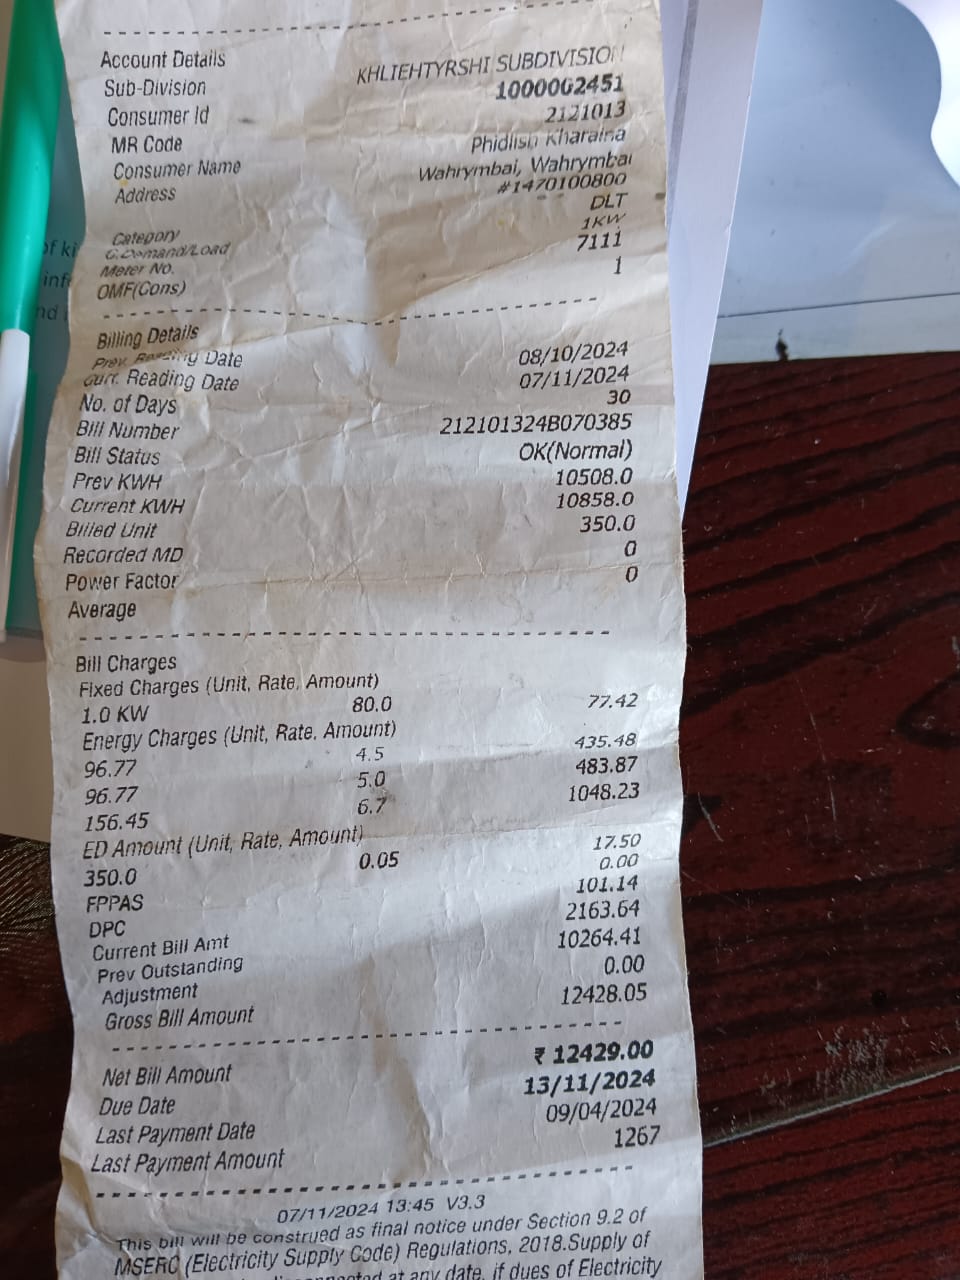 Account Details
Sub-Division KHLIEHTYRSHI SUBDIVISION
Consumer Id 1000002451
MR Code 2121013
Consumer Name Phidlish Kharaina
Address Wahrymbai, Wahrymbai
#1470100800
Category DLT
C.Demand/Load 1KW
Meter No. 7111
OMF(Cons) 1
Billing Details
Prev. Reading Date 08/10/2024
Curr. Reading Date 07/11/2024
No. of Days 30
Bill Number 212101324B070385
Bill Status OK(Normal)
Prev KWH 10508.0
Current KWH 10858.0
Billed Unit 350.0
Recorded MD 0
Power Factor 0
Average
Bill Charges
Fixed Charges (Unit, Rate, Amount)
1.0 KW 80.0 77.42
Energy Charges (Unit, Rate, Amount)
96.77 4.5 435.48
96.77 5.0 483.87
156.45 6.7 1048.23
ED Amount (Unit, Rate, Amount)
350.0 0.05 17.50
FPPAS 0.00
DPC 101.14
Current Bill Amt 2163.64
Prev Outstanding 10264.41
Adjustment 0.00
Gross Bill Amount 12428.05
Net Bill Amount ₹ 12429.00
Due Date 13/11/2024
Last Payment Date 09/04/2024
Last Payment Amount 1267
07/11/2024 13:45 V3.3
This bill will be construed as final notice under Section 9.2 of
MSERC (Electricity Supply Code) Regulations, 2018.Supply of
at any date, if dues of Electricity